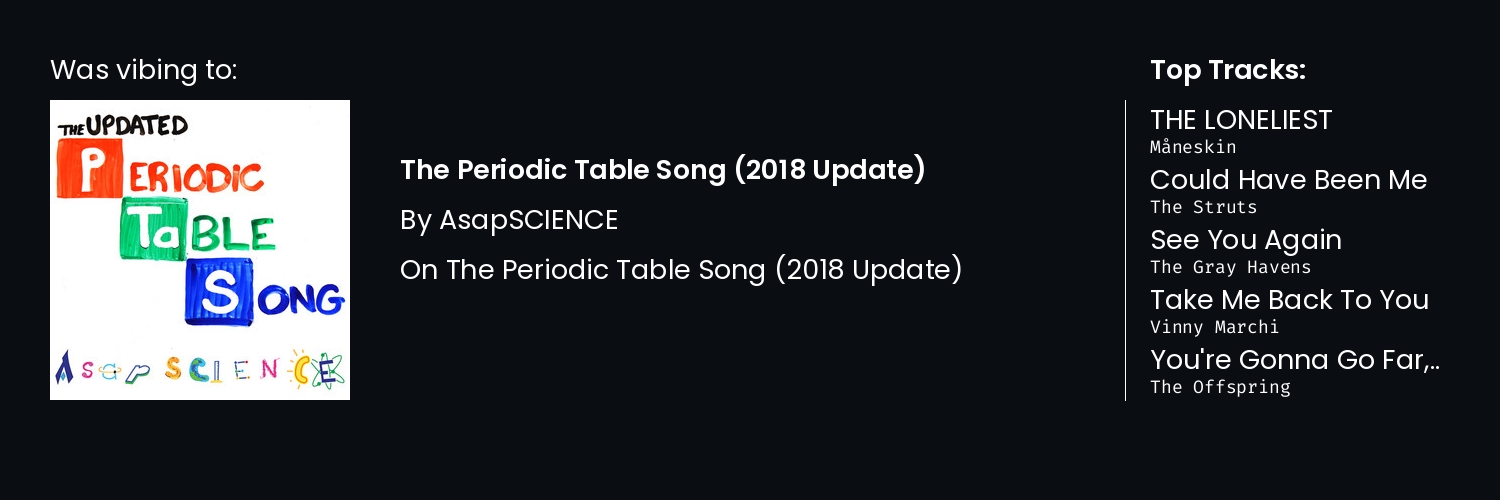 Was vibing to:
THE UPDATED
PERIODIC
TaBLE
SONG
AsapSCIENCE
The Periodic Table Song (2018 Update)
By AsapSCIENCE
On The Periodic Table Song (2018 Update)
Top Tracks:
THE LONELIEST
Måneskin
Could Have Been Me
The Struts
See You Again
The Gray Havens
Take Me Back To You
Vinny Marchi
You're Gonna Go Far,..
The Offspring